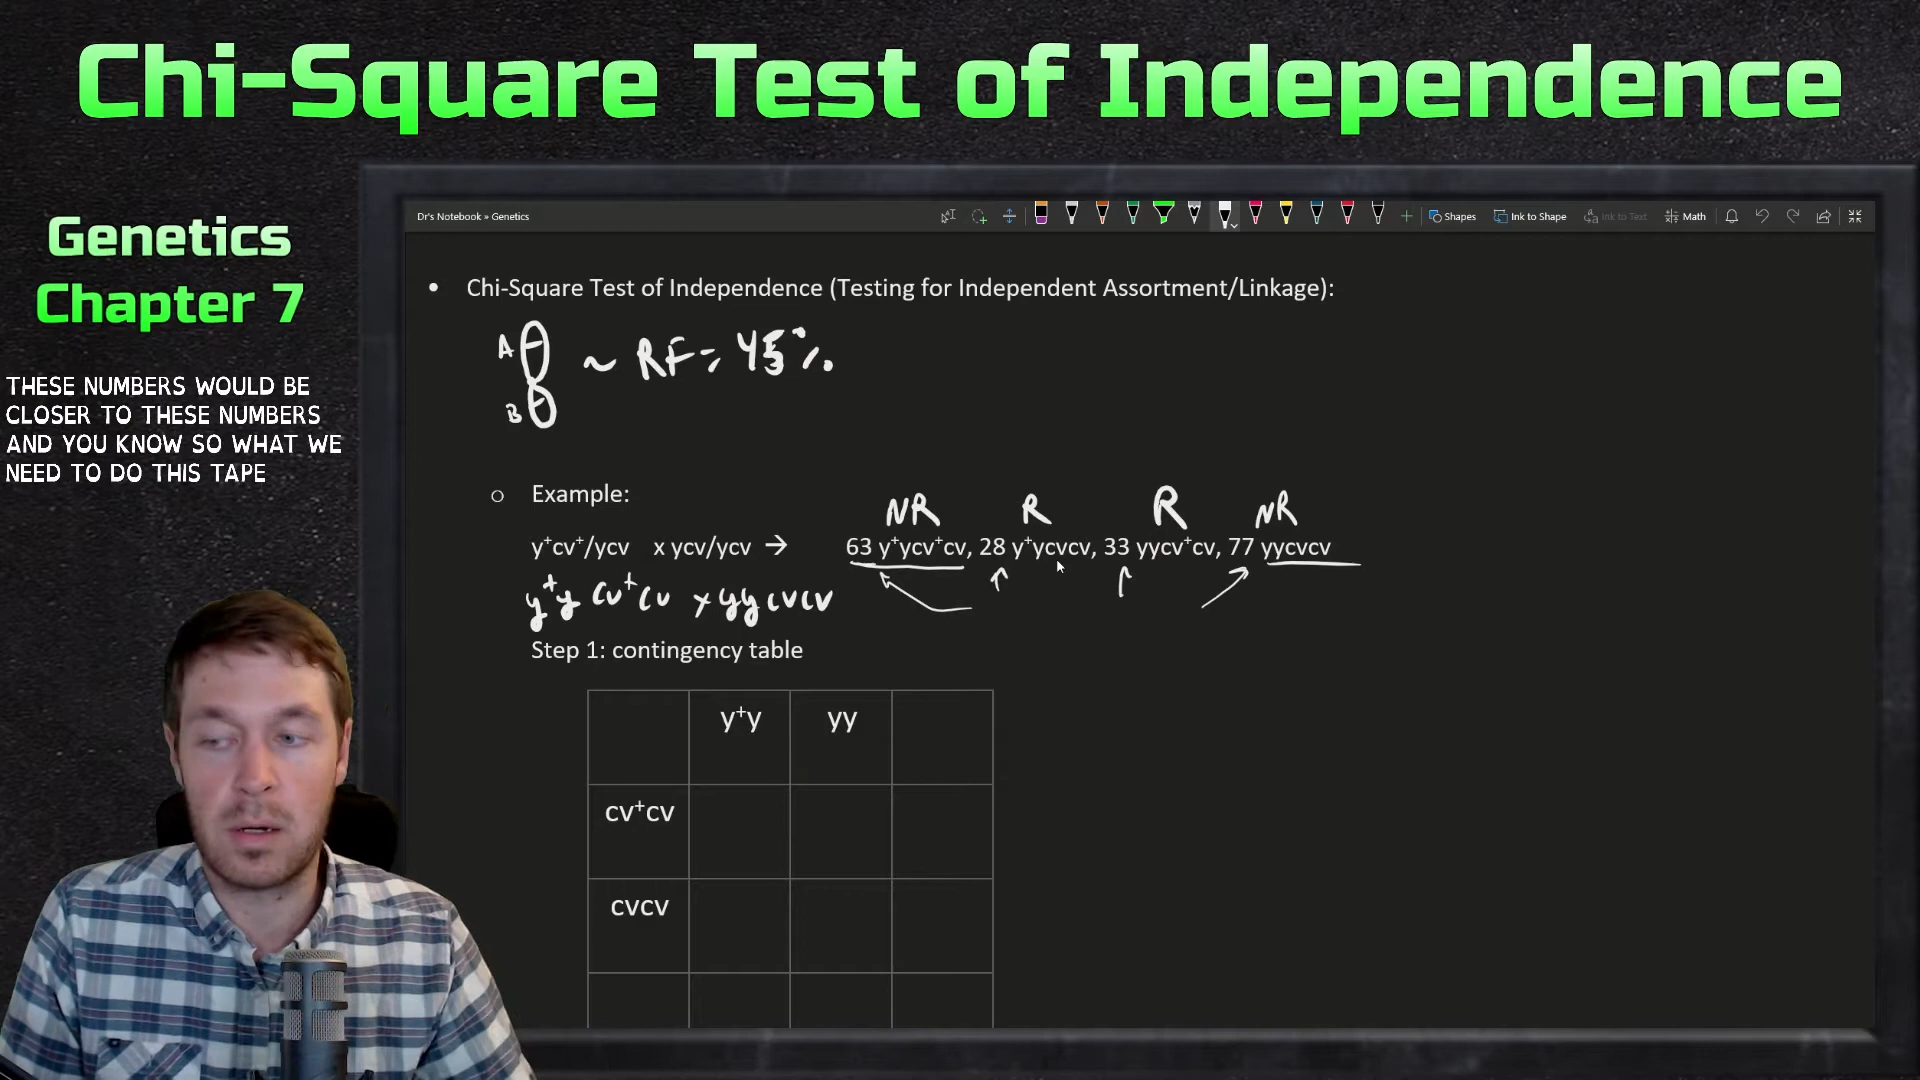 Chi-Square Test of Independence
Genetics
Chapter 7
THESE NUMBERS WOULD BE
CLOSER TO THESE NUMBERS
AND YOU KNOW SO WHAT WE
NEED TO DO THIS TAPE
Dr's Notebook » Genetics
Shapes
Ink to Shape
Ink to Text
Math
• Chi-Square Test of Independence (Testing for Independent Assortment/Linkage):
A
B
~ RF = 45%
o Example:
NR R R NR
y⁺cv⁺/ycv x ycv/ycv → 63 y⁺ycv⁺cv, 28 y⁺ycvcv, 33 yycv⁺cv, 77 yycvcv
y⁺y cv⁺cv x yy cvcv
Step 1: contingency table
y⁺y yy
cv⁺cv
cvcv